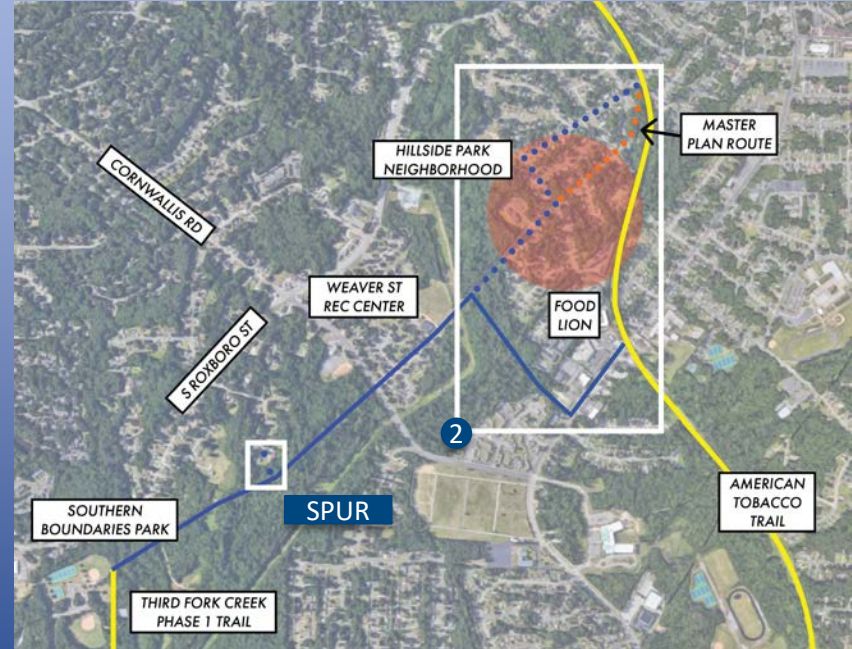 MASTER
PLAN ROUTE
HILLSIDE PARK
NEIGHBORHOOD
CORNWALLIS RD
WEAVER ST
REC CENTER
FOOD
LION
S ROXBORO ST
2
AMERICAN
TOBACCO
TRAIL
SOUTHERN
BOUNDARIES PARK
SPUR
THIRD FORK CREEK
PHASE 1 TRAIL